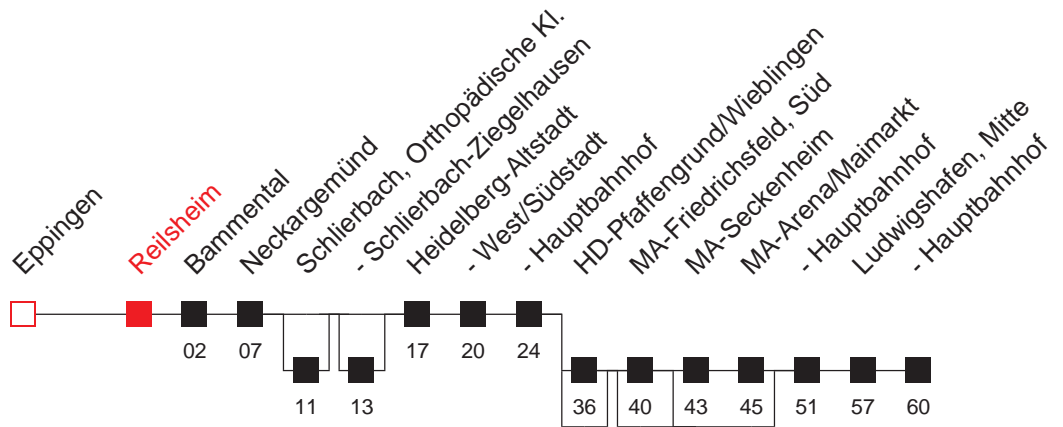 Eppingen
Reilsheim
Bammental
Neckargemünd
Schlierbach, Orthopädische Kl.
- Schlierbach-Ziegelhausen
Heidelberg-Altstadt
- West/Südstadt
- Hauptbahnhof
HD-Pfaffengrund/Wieblingen
MA-Friedrichsfeld, Süd
MA-Seckenheim
MA-Arena/Maimarkt
- Hauptbahnhof
Ludwigshafen, Mitte
- Hauptbahnhof
02 07 17 20 24
11 13 36 40 43 45 51 57 60